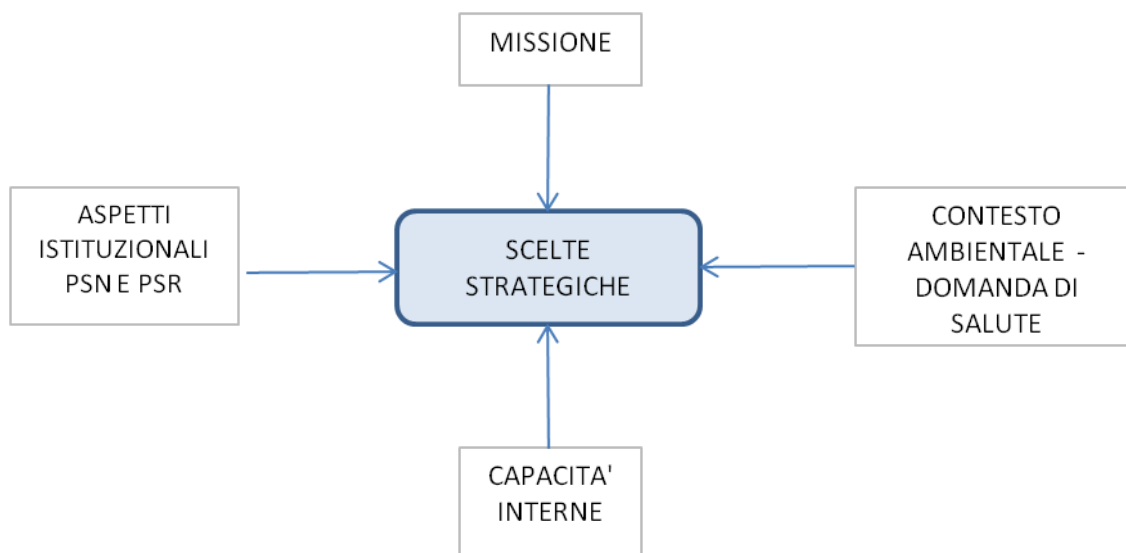 MISSIONE
ASPETTI
ISTITUZIONALI
PSN E PSR
SCELTE
STRATEGICHE
CONTESTO
AMBIENTALE -
DOMANDA DI
SALUTE
CAPACITA'
INTERNE